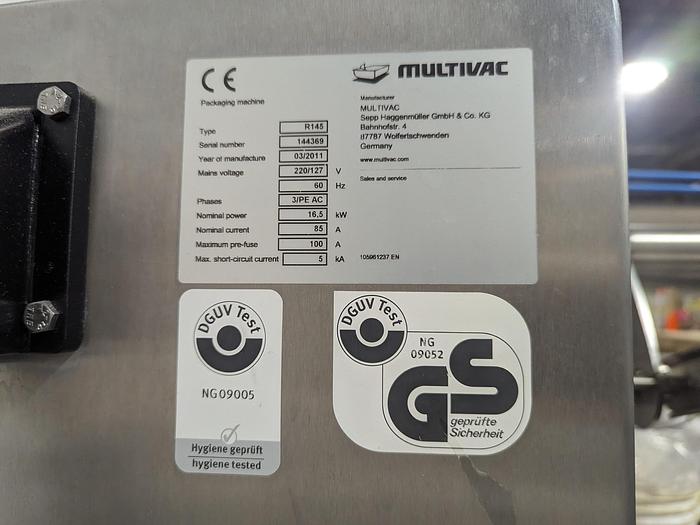 CE
MULTIVAC
Packaging machine
Type R145
Serial number 144369
Year of manufacture 03/2011
Mains voltage 220/127 V
60 Hz
Phases 3/PE AC
Nominal power 16,5 kW
Nominal current 85 A
Maximum pre-fuse 100 A
Max. short-circuit current 5 kA
Manufacturer
MULTIVAC
Sepp Haggenmüller GmbH & Co. KG
Bahnhofstr. 4
d7787 Wolfertschwenden
Germany
www.multivac.com
Sales and service
105961237 EN
DGUV Test
NG09005
Hygiene geprüft
hygiene tested
DGUV Test
NG
09052
GS
geprüfte
Sicherheit